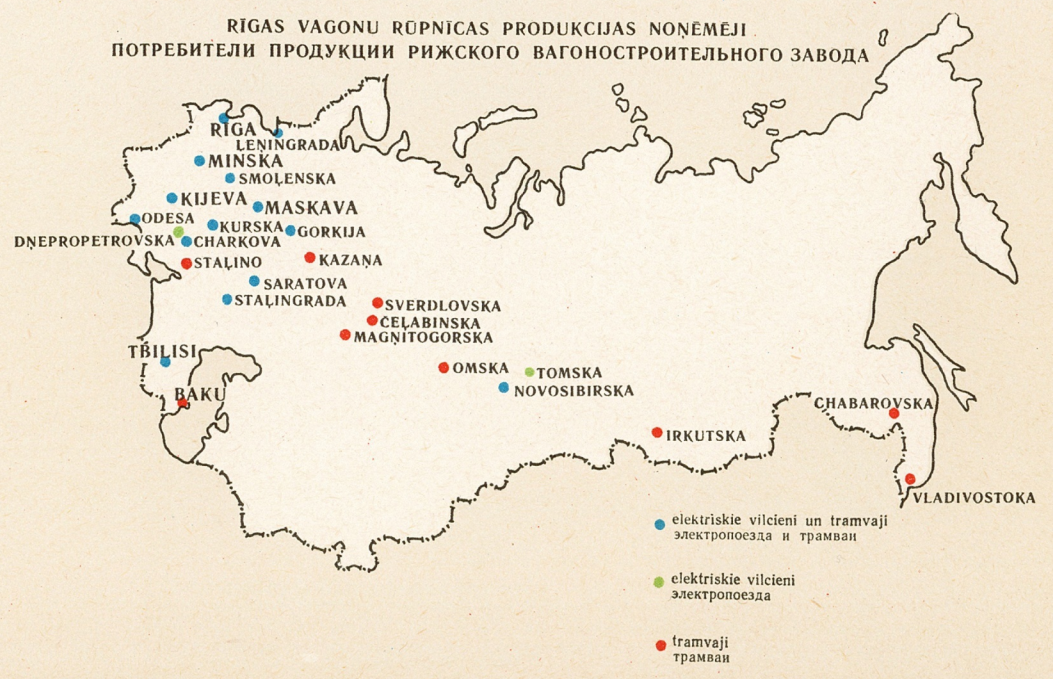 RĪGAS VAGONU RŪPNĪCAS PRODUKCIJAS NOŅĒMĒJI
ПОТРЕБИТЕЛИ ПРОДУКЦИИ РИЖСКОГО ВАГОНОСТРОИТЕЛЬНОГО ЗАВОДА
RĪGA
ĻEŅINGRADA
MINSKA
SMOĻENSKA
KIJEVA
MASKAVA
ODESA
KURSKA
GORKIJA
DŅEPROPETROVSKA
CHARKOVA
STAĻINO
KAZAŅA
SARATOVA
STAĻINGRADA
SVERDLOVSKA
ČEĻABINSKA
MAGŅITOGORSKA
TBILISI
OMSKA
TOMSKA
NOVOSIBIRSKA
BAKU
CHABAROVSKA
IRKUTSKA
VLADIVOSTOKA
elektriskie vilcieni un tramvaji
электропоезда и трамваи
elektriskie vilcieni
электропоезда
tramvaji
трамваи